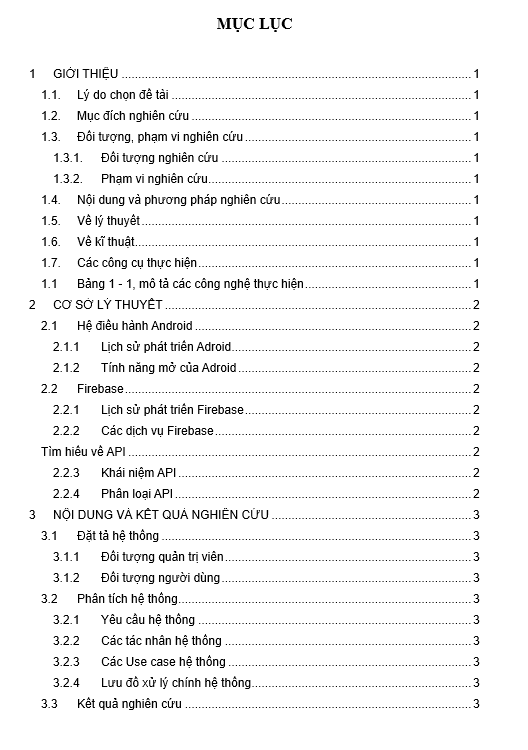 MỤC LỤC
1 GIỚI THIỆU 1
1.1. Lý do chọn đề tài 1
1.2. Mục đích nghiên cứu 1
1.3. Đối tượng, phạm vi nghiên cứu 1
1.3.1. Đối tượng nghiên cứu 1
1.3.2. Phạm vi nghiên cứu 1
1.4. Nội dung và phương pháp nghiên cứu 1
1.5. Về lý thuyết 1
1.6. Về kĩ thuật 1
1.7. Các công cụ thực hiện 1
1.1 Bảng 1 - 1, mô tả các công nghệ thực hiện 1
2 CƠ SỞ LÝ THUYẾT 2
2.1 Hệ điều hành Android 2
2.1.1 Lịch sử phát triển Adroid 2
2.1.2 Tính năng mở của Adroid 2
2.2 Firebase 2
2.2.1 Lịch sử phát triển Firebase 2
2.2.2 Các dịch vụ Firebase 2
Tìm hiểu về API 2
2.2.3 Khái niệm API 2
2.2.4 Phân loại API 2
3 NỘI DUNG VÀ KẾT QUẢ NGHIÊN CỨU 3
3.1 Đặt tả hệ thống 3
3.1.1 Đối tượng quản trị viên 3
3.1.2 Đối tượng người dùng 3
3.2 Phân tích hệ thống 3
3.2.1 Yêu cầu hệ thống 3
3.2.2 Các tác nhân hệ thống 3
3.2.3 Các Use case hệ thống 3
3.2.4 Lưu đồ xử lý chính hệ thống 3
3.3 Kết quả nghiên cứu 3